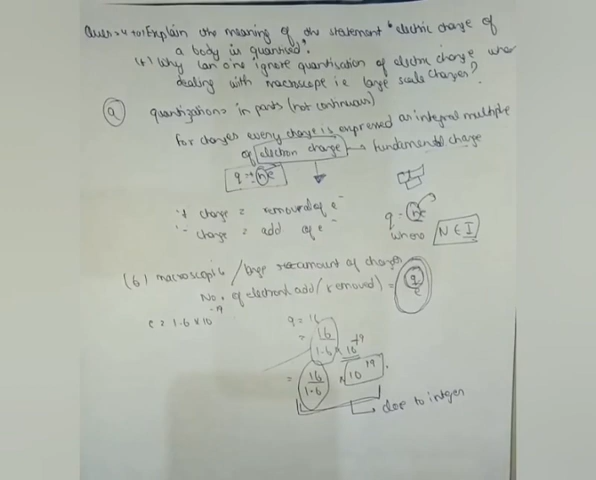 Ques-4 (a) Explain the meaning of the statement "electric charge of
a body is quantised".
(b) Why can one ignore quantisation of electric charge when
dealing with macroscopic i.e. large scale charges?
(a) quantization = in parts (not continuous)
For charges every charge is expressed as integral multiple
of electron charge → fundamental charge
q = ± ne
'+ charge = removal of e⁻
'- charge = add of e⁻
q = ne
where N ∈ I
(b) macroscopic / large amount of charges
No. of electrons add/removed) = q/e
e = 1.6 x 10⁻¹⁹
q = 16
= 16/1.6 x 10⁻¹⁹
= 16/1.6 x 10¹⁹
→ close to integer